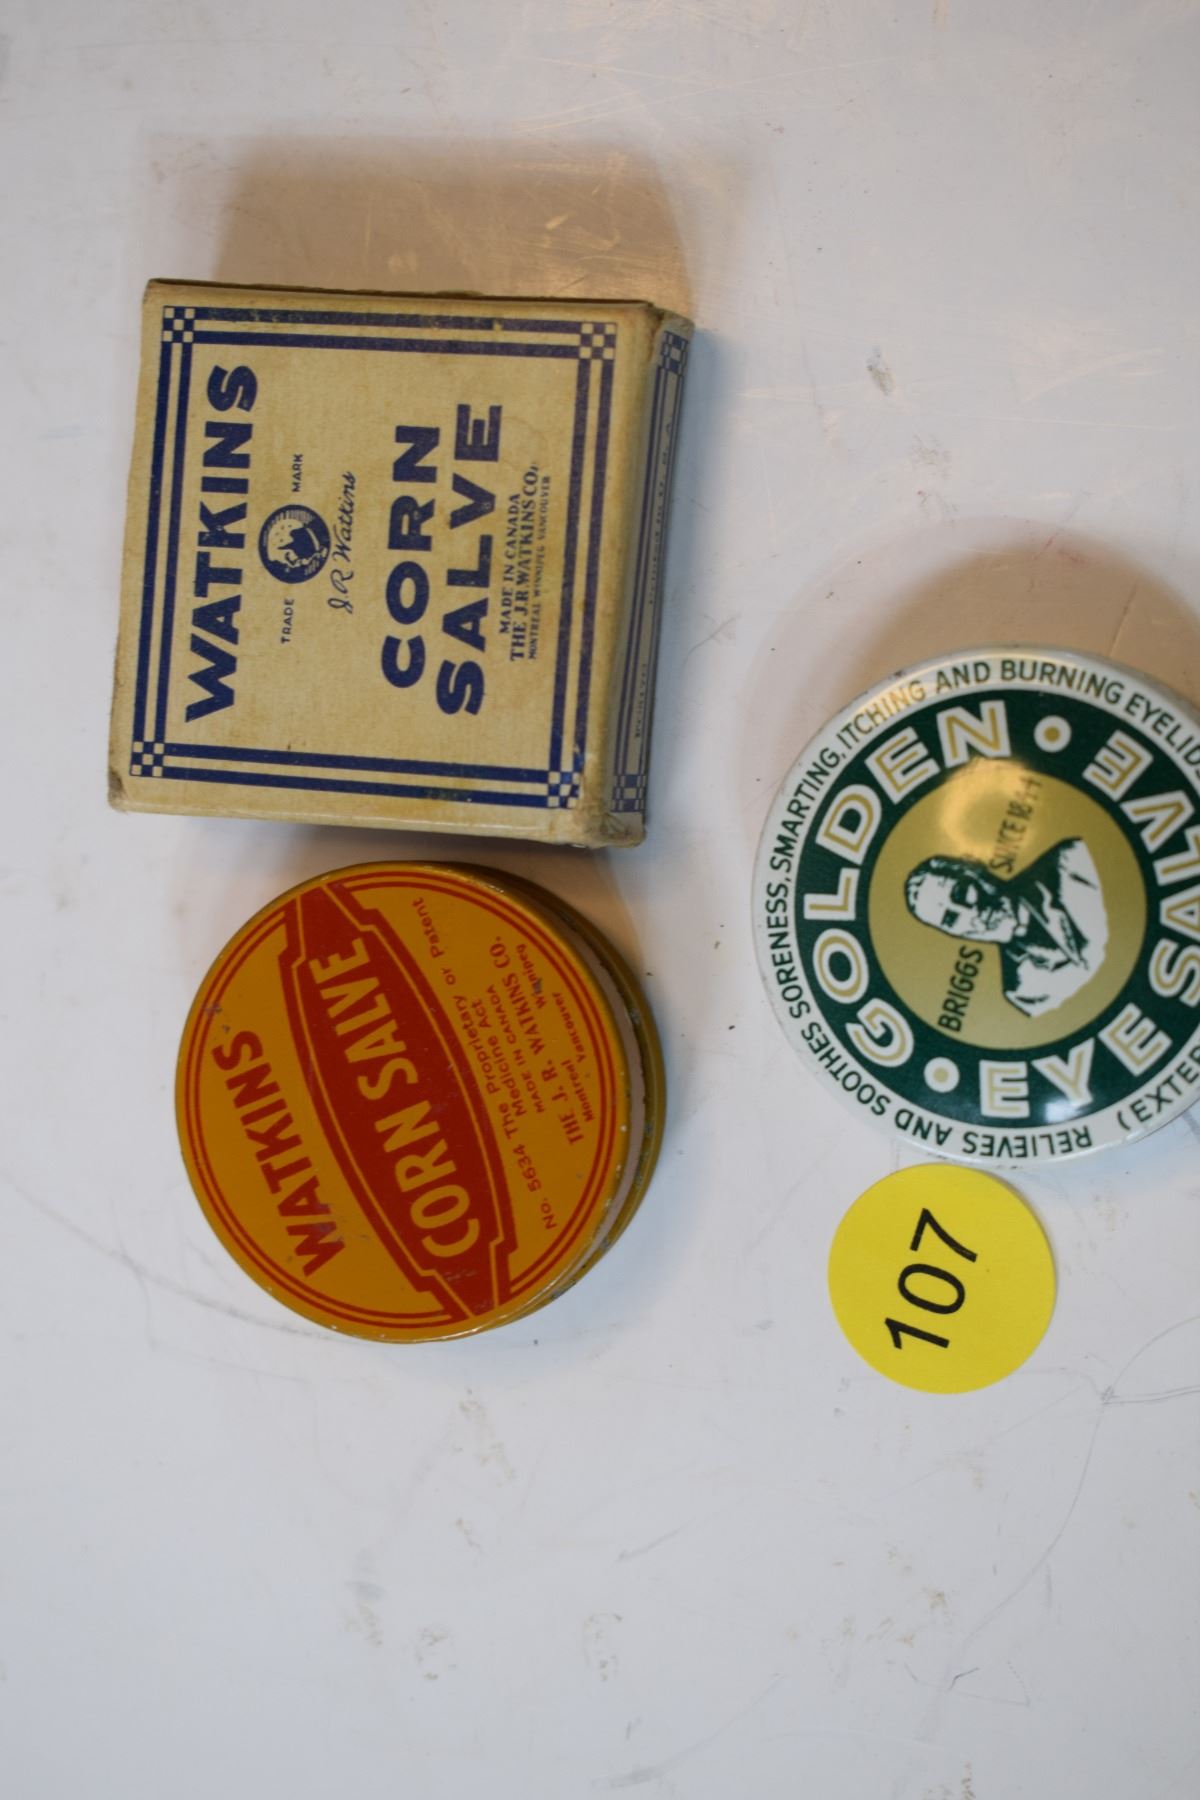 WATKINS
TRADE MARK
J.R. Watkins
CORN
SALVE
MADE IN CANADA
THE J.R. WATKINS CO.
MONTREAL WINNIPEG VANCOUVER
WATKINS
CORN SALVE
No. 5634 The Proprietary or Patent
Medicine Act
MADE IN CANADA
THE J. R. WATKINS CO.
Montreal Vancouver Winnipeg
RELIEVES AND SOOTHES SORENESS, SMARTING, ITCHING AND BURNING EYELIDS
GOLDEN
EYE SALVE
BRIGGS
SINCE
107